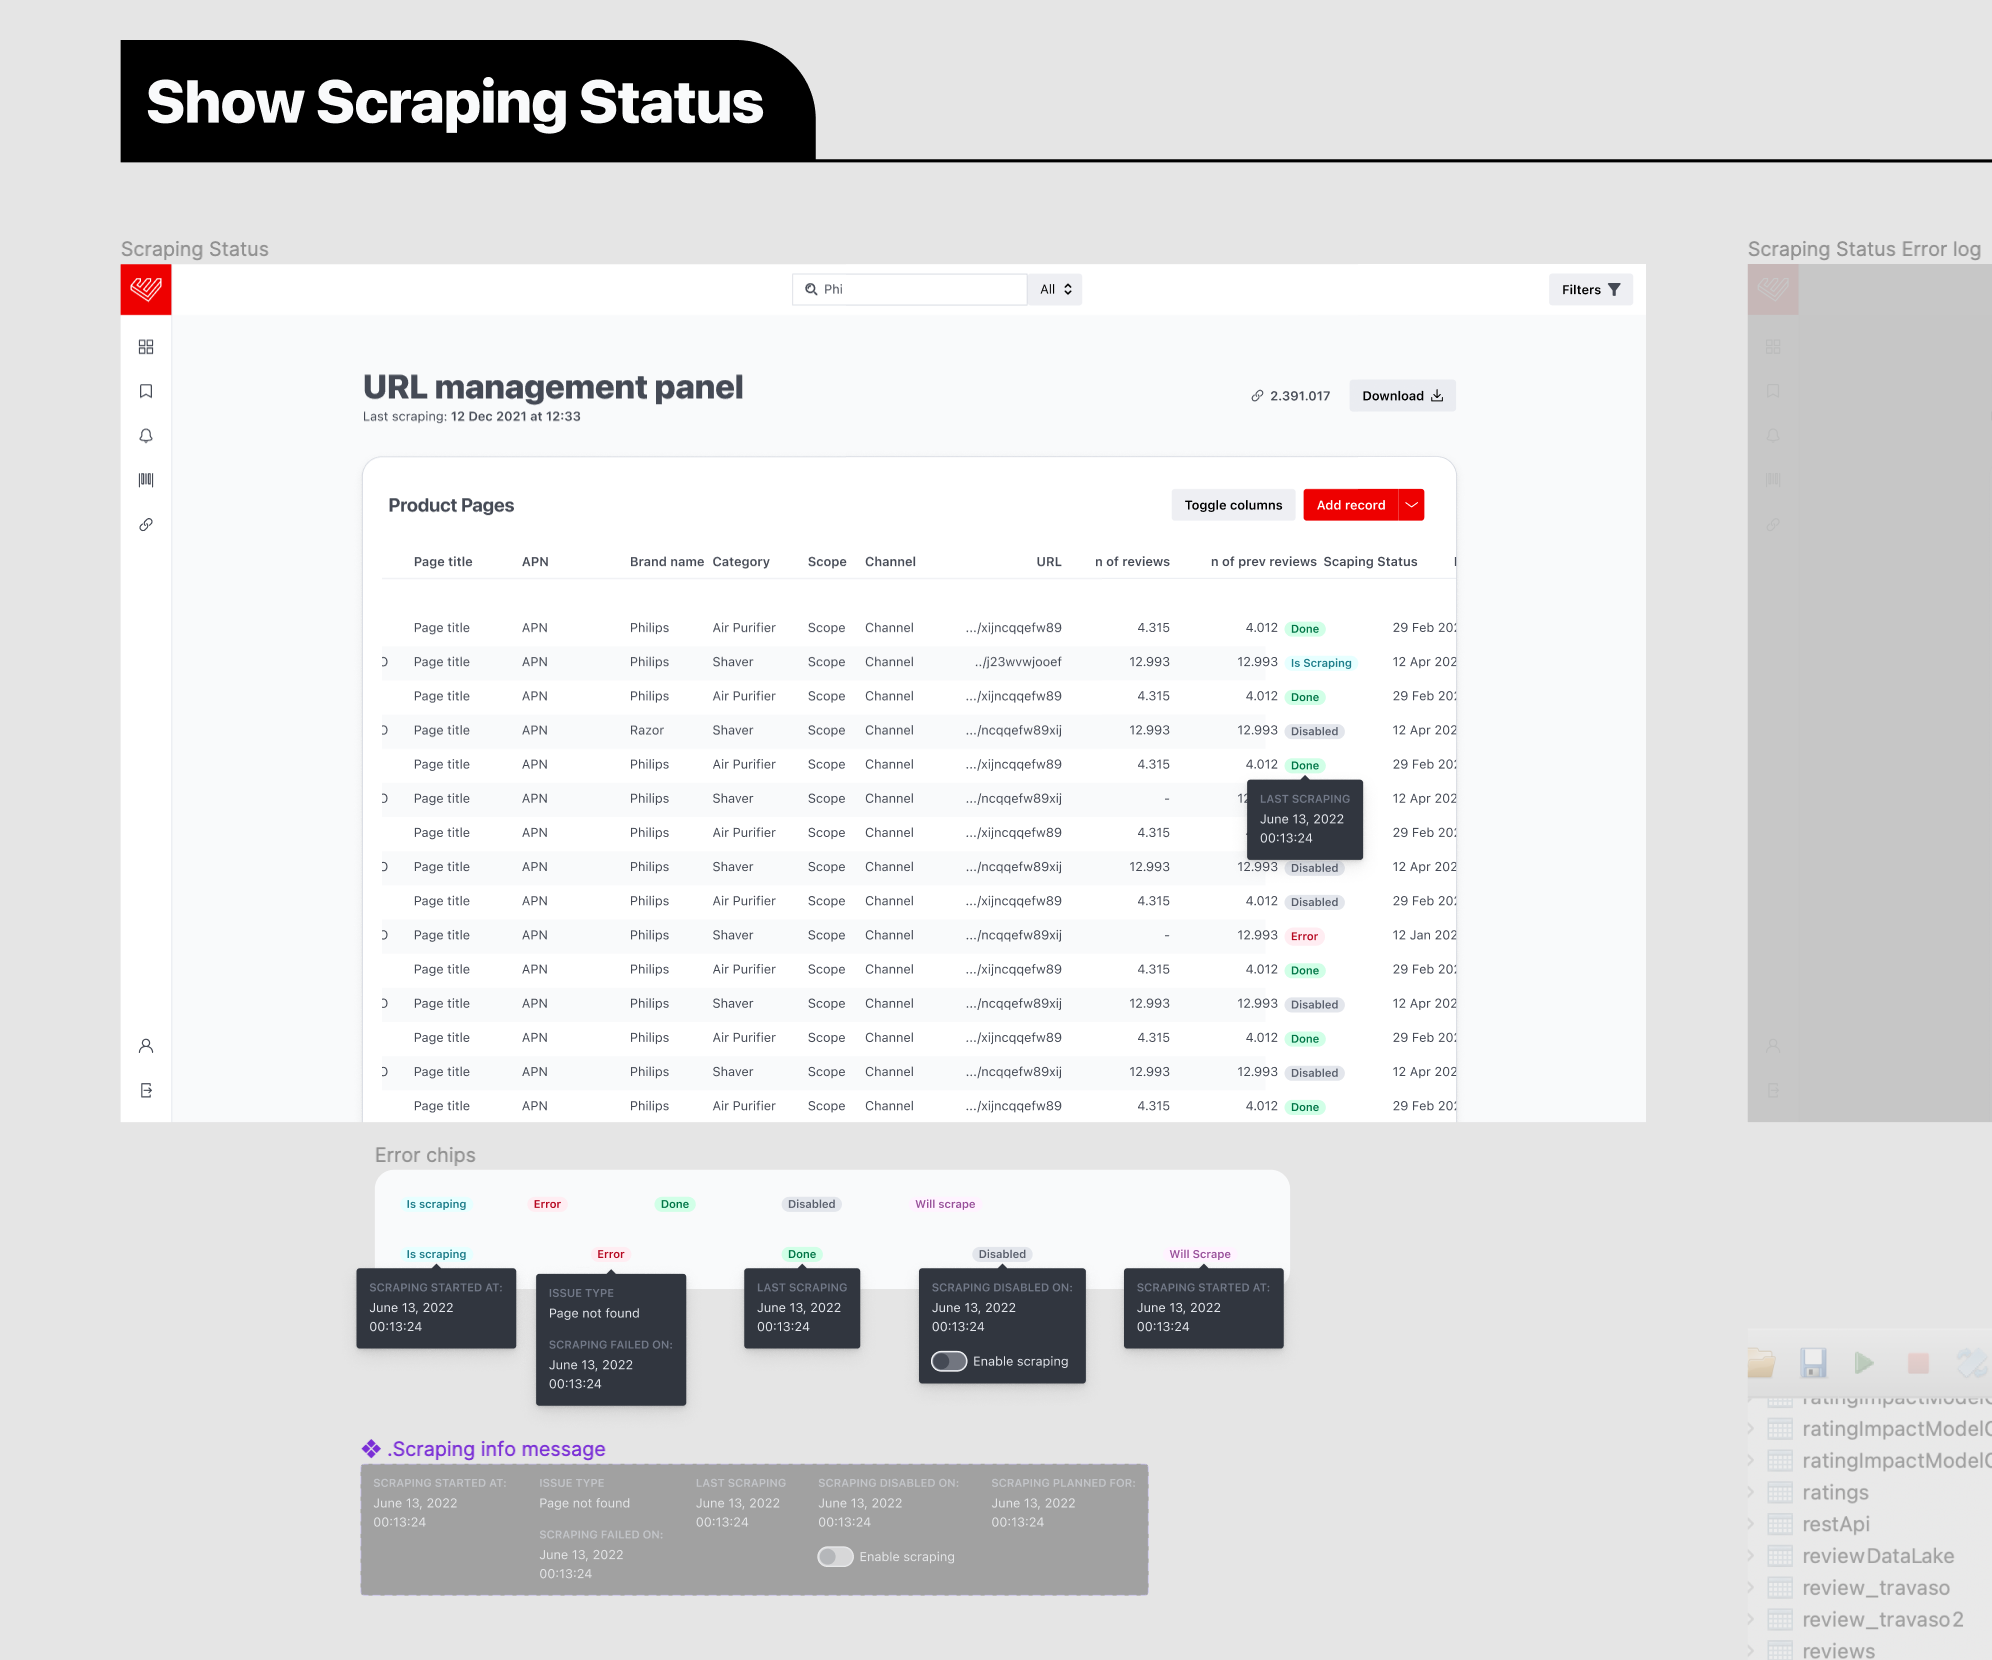 Show Scraping Status
Scraping Status
Scraping Status Error log
Phi
All
Filters
URL management panel
Last scraping: 12 Dec 2021 at 12:33
2.391.017
Download
Product Pages
Toggle columns
Add record
Page title APN Brand name Category Scope Channel URL n of reviews n of prev reviews Scaping Status
Page title APN Philips Air Purifier Scope Channel .../xijncqqefw89 4.315 4.012 Done 29 Feb 202
Page title APN Philips Shaver Scope Channel ../j23wvwjooef 12.993 12.993 Is Scraping 12 Apr 202
Page title APN Philips Air Purifier Scope Channel .../xijncqqefw89 4.315 4.012 Done 29 Feb 202
Page title APN Razor Shaver Scope Channel .../ncqqefw89xij 12.993 12.993 Disabled 12 Apr 202
Page title APN Philips Air Purifier Scope Channel .../xijncqqefw89 4.315 4.012 Done 29 Feb 202
Page title APN Philips Shaver Scope Channel .../ncqqefw89xij - 12 Apr 202
LAST SCRAPING
June 13, 2022
00:13:24
Page title APN Philips Air Purifier Scope Channel .../xijncqqefw89 4.315 29 Feb 202
Page title APN Philips Shaver Scope Channel .../ncqqefw89xij 12.993 12.993 Disabled 12 Apr 202
Page title APN Philips Air Purifier Scope Channel .../xijncqqefw89 4.315 4.012 Disabled 29 Feb 202
Page title APN Philips Shaver Scope Channel .../ncqqefw89xij - 12.993 Error 12 Jan 202
Page title APN Philips Air Purifier Scope Channel .../xijncqqefw89 4.315 4.012 Done 29 Feb 202
Page title APN Philips Shaver Scope Channel .../ncqqefw89xij 12.993 12.993 Disabled 12 Apr 202
Page title APN Philips Air Purifier Scope Channel .../xijncqqefw89 4.315 4.012 Done 29 Feb 202
Page title APN Philips Shaver Scope Channel .../ncqqefw89xij 12.993 12.993 Disabled 12 Apr 202
Page title APN Philips Air Purifier Scope Channel .../xijncqqefw89 4.315 4.012 Done 29 Feb 202
Error chips
Is scraping Error Done Disabled Will scrape
Is scraping Error Done Disabled Will Scrape
SCRAPING STARTED AT:
June 13, 2022
00:13:24
ISSUE TYPE
Page not found
SCRAPING FAILED ON:
June 13, 2022
00:13:24
LAST SCRAPING
June 13, 2022
00:13:24
SCRAPING DISABLED ON:
June 13, 2022
00:13:24
Enable scraping
SCRAPING STARTED AT:
June 13, 2022
00:13:24
.Scraping info message
SCRAPING STARTED AT:
June 13, 2022
00:13:24
ISSUE TYPE
Page not found
SCRAPING FAILED ON:
June 13, 2022
00:13:24
LAST SCRAPING
June 13, 2022
00:13:24
SCRAPING DISABLED ON:
June 13, 2022
00:13:24
Enable scraping
SCRAPING PLANNED FOR:
June 13, 2022
00:13:24
ratingImpactModel
ratingImpactModel
ratingImpactModel
ratings
restApi
reviewDataLake
review_travaso
review_travaso2
reviews